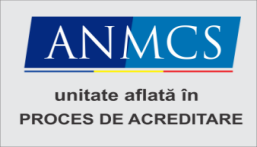 ANMCS
unitate aflată în
PROCES DE ACREDITARE